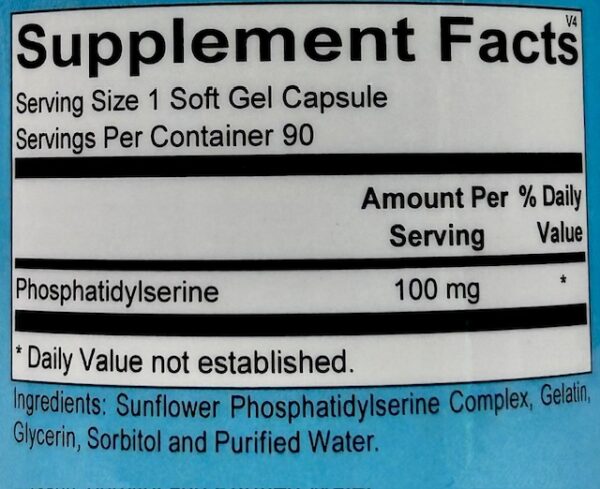 Supplement Facts
V4
Serving Size 1 Soft Gel Capsule
Servings Per Container 90
Amount Per % Daily
Serving Value
Phosphatidylserine 100 mg *
* Daily Value not established.
Ingredients: Sunflower Phosphatidylserine Complex, Gelatin,
Glycerin, Sorbitol and Purified Water.